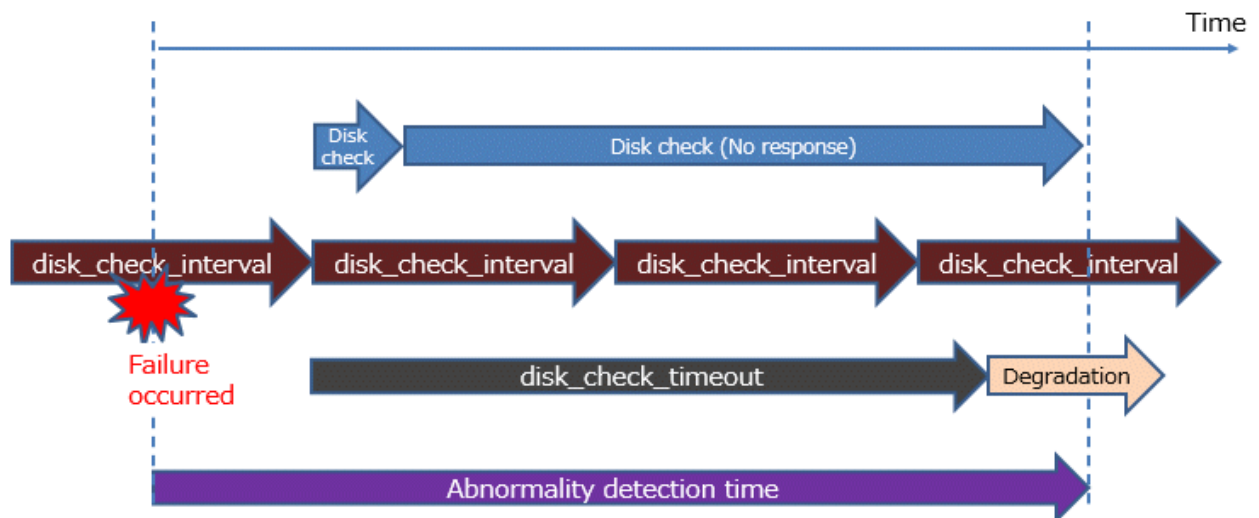 Time
Disk
check
Disk check (No response)
disk_check_interval
disk_check_interval
disk_check_interval
disk_check_interval
Failure
occurred
disk_check_timeout
Degradation
Abnormality detection time